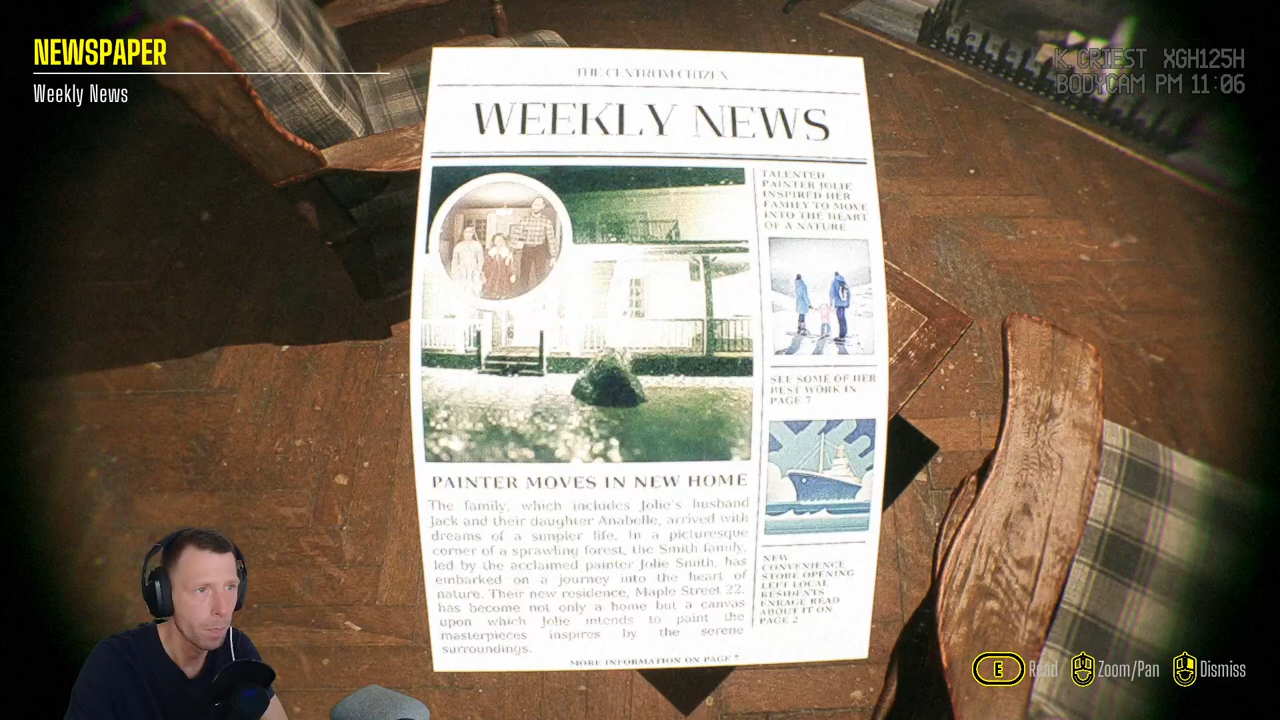 NEWSPAPER
Weekly News
K. CRIEST XGH125H
BODYCAM PM 11:06
THE CENTRUM CITIZEN
WEEKLY NEWS
TALENTED
PAINTER JOLIE
INSPIRED HER
FAMILY TO MOVE
INTO THE HEART
OF A NATURE
SEE SOME OF HER
BEST WORK IN
PAGE 7
PAINTER MOVES IN NEW HOME
The family, which includes Jolie's husband
Jack and their daughter Anabelle, arrived with
dreams of a simpler life. In a picturesque
corner of a sprawling forest, the Smith family,
led by the acclaimed painter Jolie Smith, has
embarked on a journey into the heart of
nature. Their new residence, Maple Street 22,
has become not only a home but a canvas
upon which Jolie intends to paint the
masterpieces inspires by the serene
surroundings.
MORE INFORMATION ON PAGE
NEW
CONVENIENCE
STORE OPENING
LEFT LOCAL
RESIDENTS
ENRAGE READ
ABOUT IT ON
PAGE 2
E Read
Zoom/Pan
Dismiss